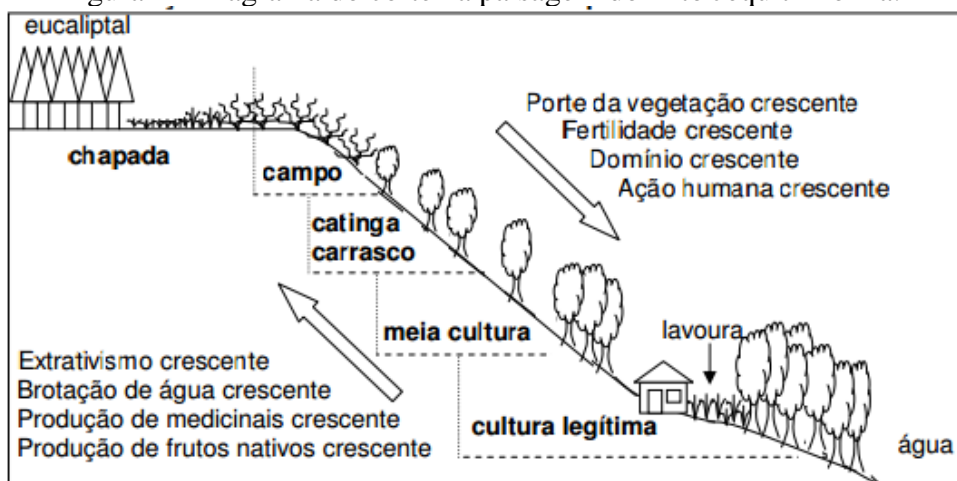 eucaliptal
chapada
campo
catinga
carrasco
meia cultura
cultura legítima
lavoura
água
Porte da vegetação crescente
Fertilidade crescente
Domínio crescente
Ação humana crescente
Extrativismo crescente
Brotação de água crescente
Produção de medicinais crescente
Produção de frutos nativos crescente